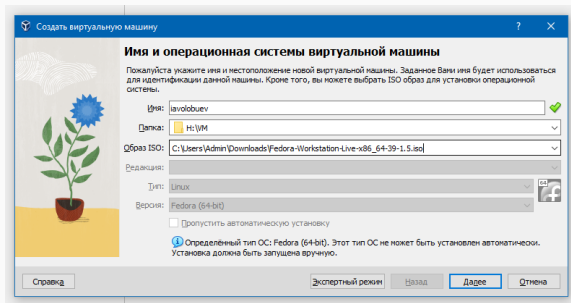 Создать виртуальную машину
Имя и операционная системы виртуальной машины
Пожалуйста укажите имя и местоположение новой виртуальной машины. Заданное Вами имя будет использоваться
для идентификации данной машины. Кроме того, вы можете выбрать ISO образ для установки операционной
системы.
Имя: iavolobuev
Папка: H:\VM
Образ ISO: C:\Users\Admin\Downloads\Fedora-Workstation-Live-x86_64-39-1.5.iso
Редакция:
Тип: Linux
64
Версия: Fedora (64-bit)
Пропустить автоматическую установку
Определённый тип ОС: Fedora (64-bit). Этот тип ОС не может быть установлен автоматически.
Установка должна быть запущена вручную.
Справка Экспертный режим Назад Далее Отмена